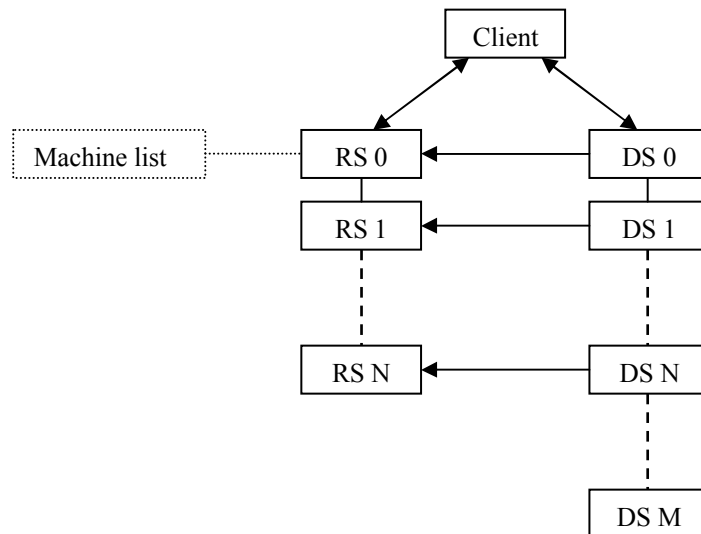 Client
Machine list
RS 0
DS 0
RS 1
DS 1
RS N
DS N
DS M